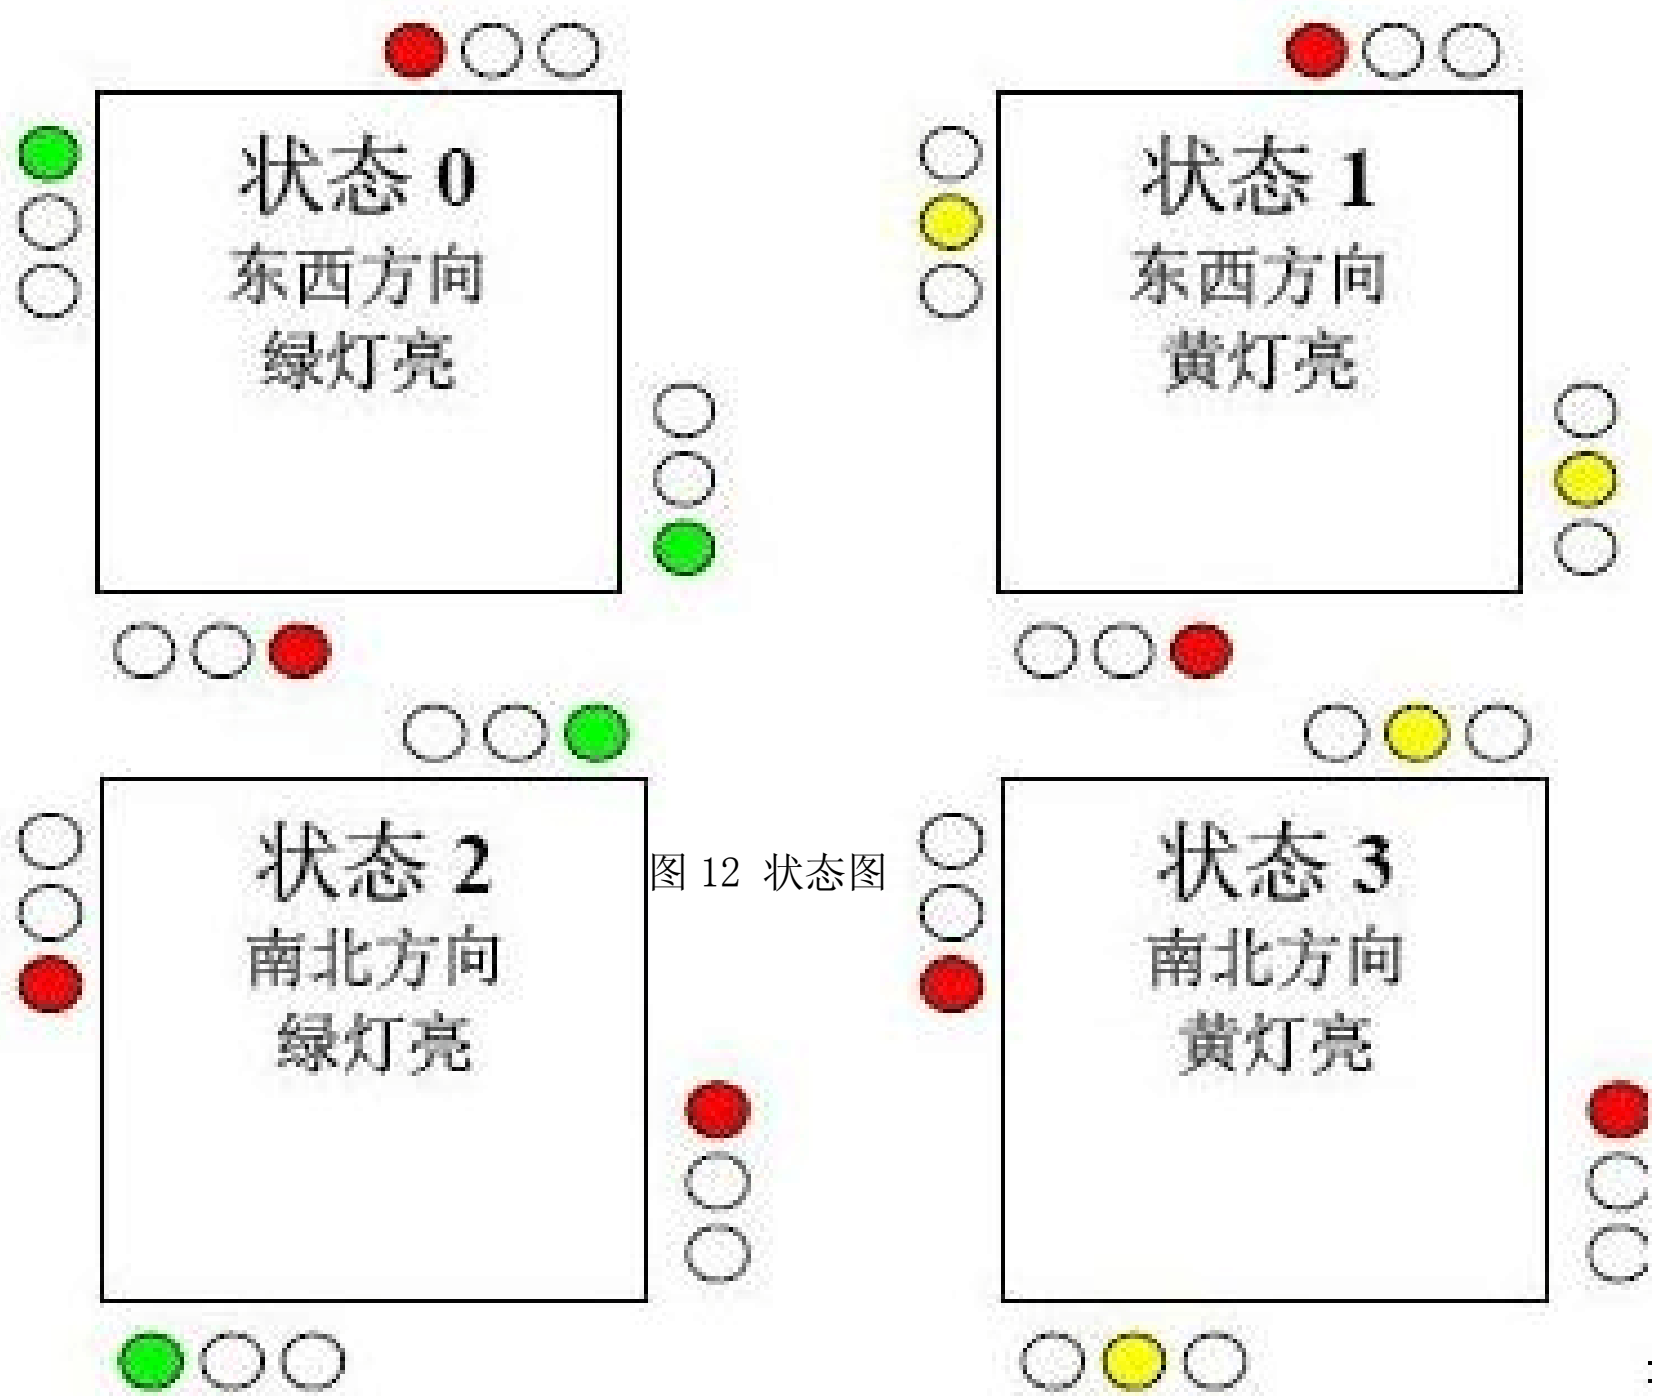 状态 0
东西方向
绿灯亮
状态 1
东西方向
黄灯亮
状态 2
南北方向
绿灯亮
图 12 状态图
状态 3
南北方向
黄灯亮